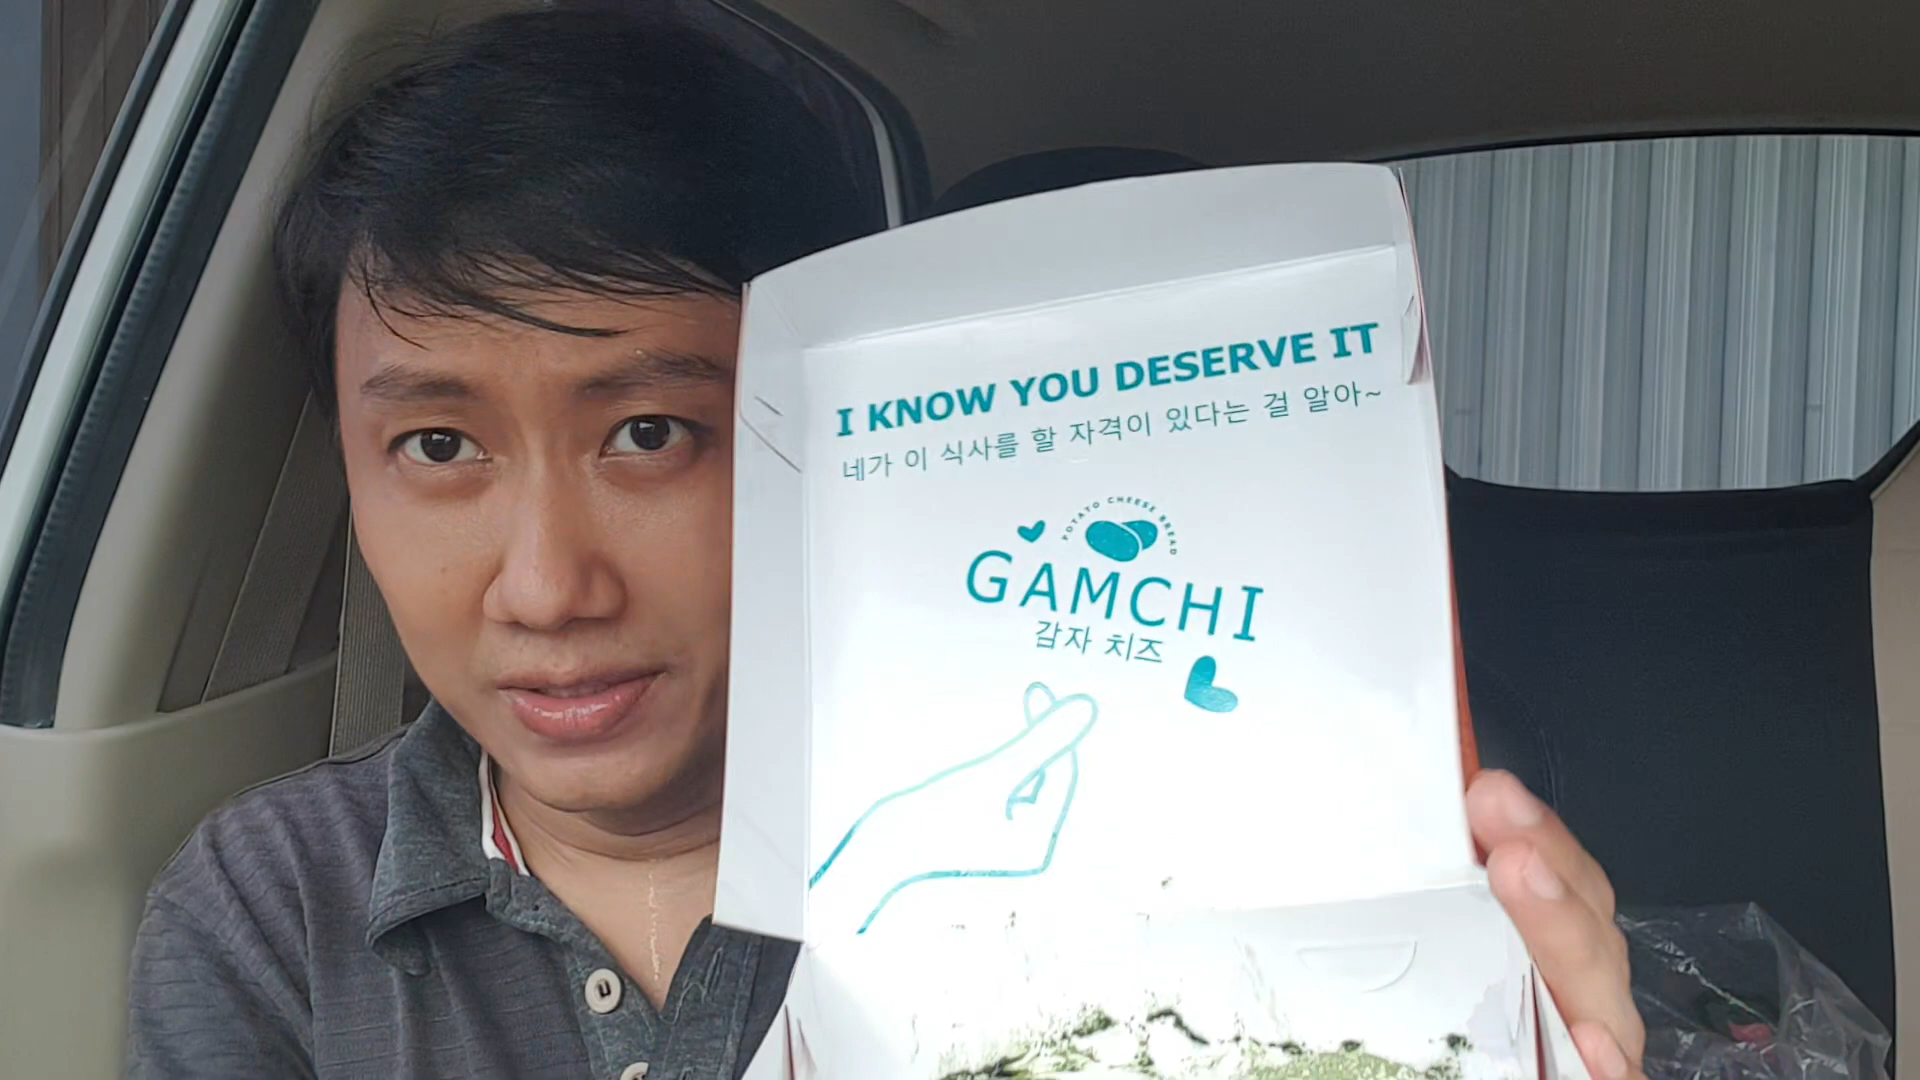 I KNOW YOU DESERVE IT
네가 이 식사를 할 자격이 있다는 걸 알아~
POTATO CHEESE BREAD
GAMCHI
감자 치즈